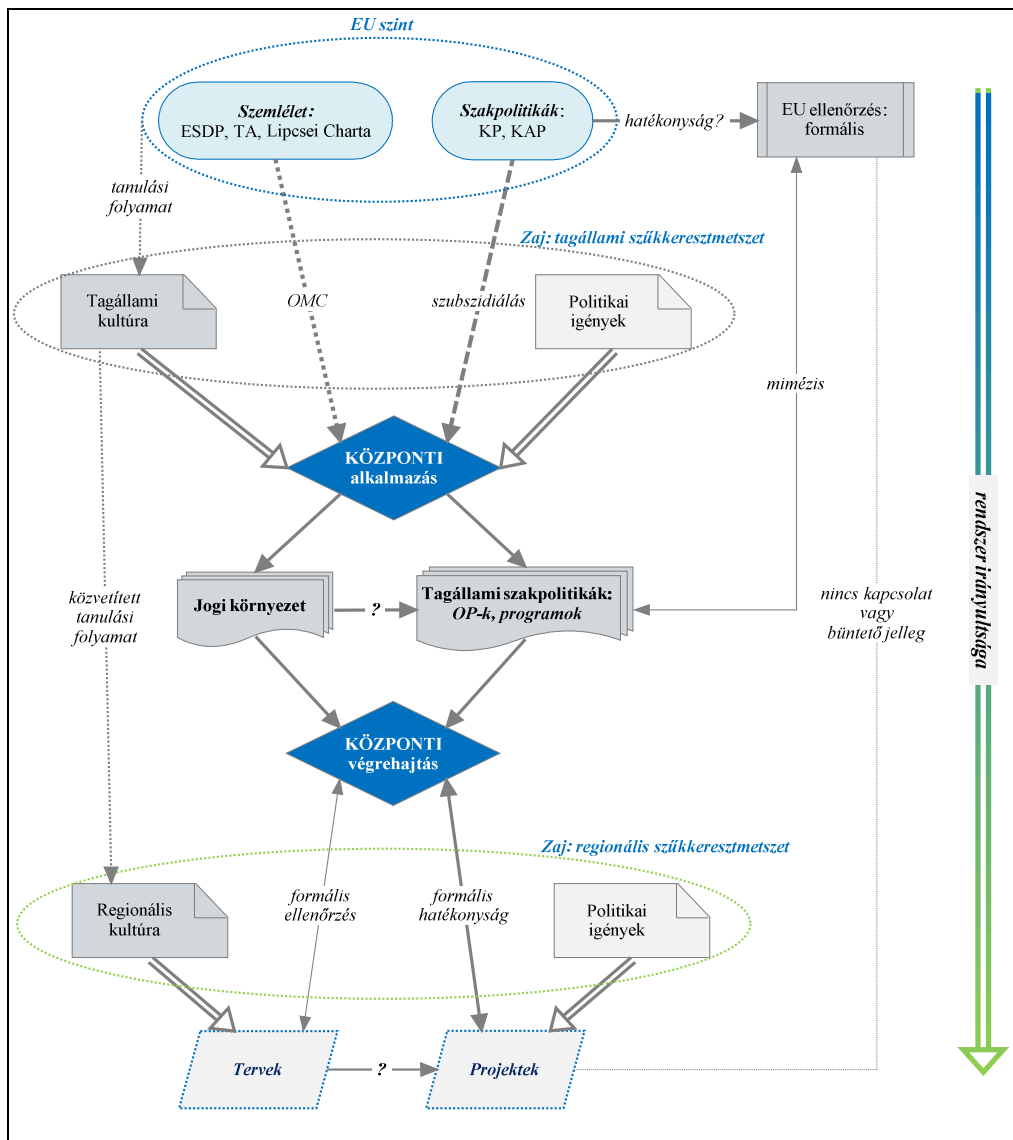 EU szint
Szemlélet:
ESDP, TA, Lipcsei Charta
Szakpolitikák:
KP, KAP
hatékonyság?
EU ellenőrzés:
formális
tanulási
folyamat
Zaj: tagállami szűkkeresztmetszet
Tagállami
kultúra
OMC
szubszidiálás
Politikai
igények
mimézis
KÖZPONTI
alkalmazás
rendszer irányultsága
közvetített
tanulási
folyamat
Jogi környezet
?
Tagállami szakpolitikák:
OP-k, programok
nincs kapcsolat
vagy
büntető jelleg
KÖZPONTI
végrehajtás
Zaj: regionális szűkkeresztmetszet
Regionális
kultúra
formális
ellenőrzés
formális
hatékonyság
Politikai
igények
Tervek
?
Projektek